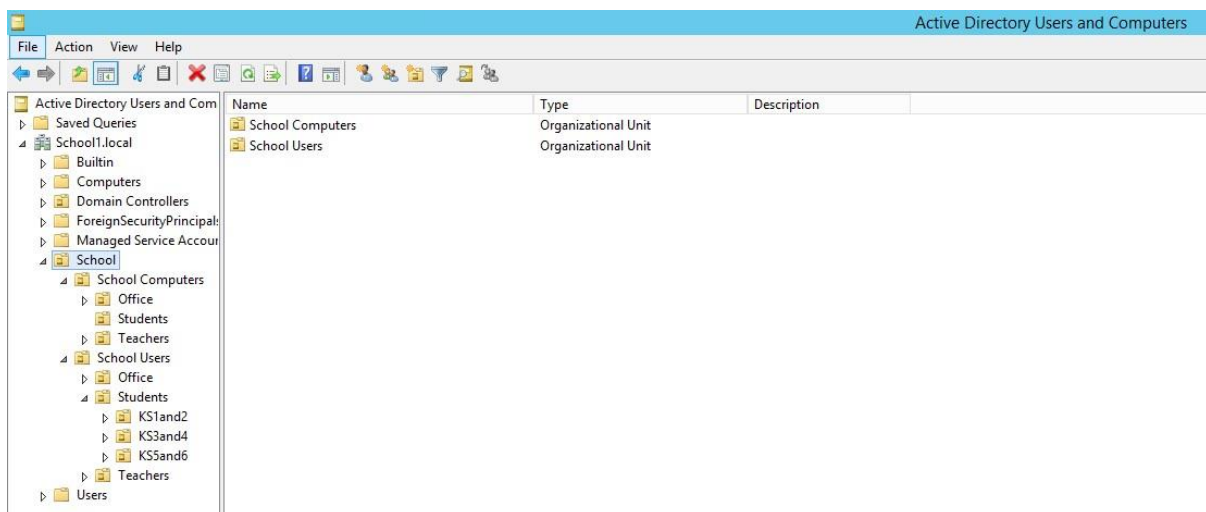 Active Directory Users and Computers
File Action View Help
Active Directory Users and Com
Saved Queries
School1.local
Builtin
Computers
Domain Controllers
ForeignSecurityPrincipals
Managed Service Accour
School
School Computers
Office
Students
Teachers
School Users
Office
Students
KS1and2
KS3and4
KS5and6
Teachers
Users
Name Type Description
School Computers Organizational Unit
School Users Organizational Unit